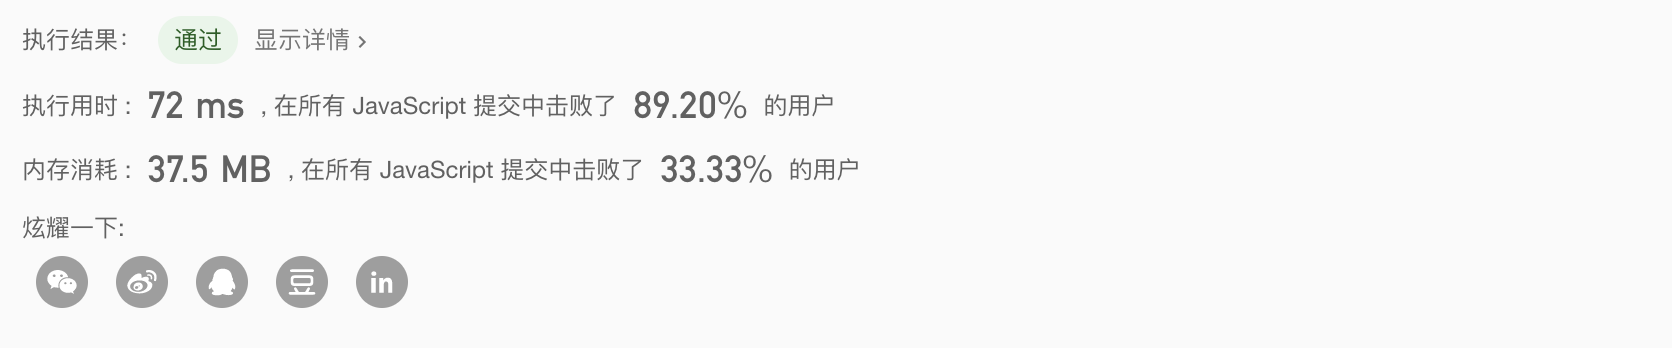 执行结果： 通过 显示详情 ›
执行用时 : 72 ms , 在所有 JavaScript 提交中击败了 89.20% 的用户
内存消耗 : 37.5 MB , 在所有 JavaScript 提交中击败了 33.33% 的用户
炫耀一下:
豆 in